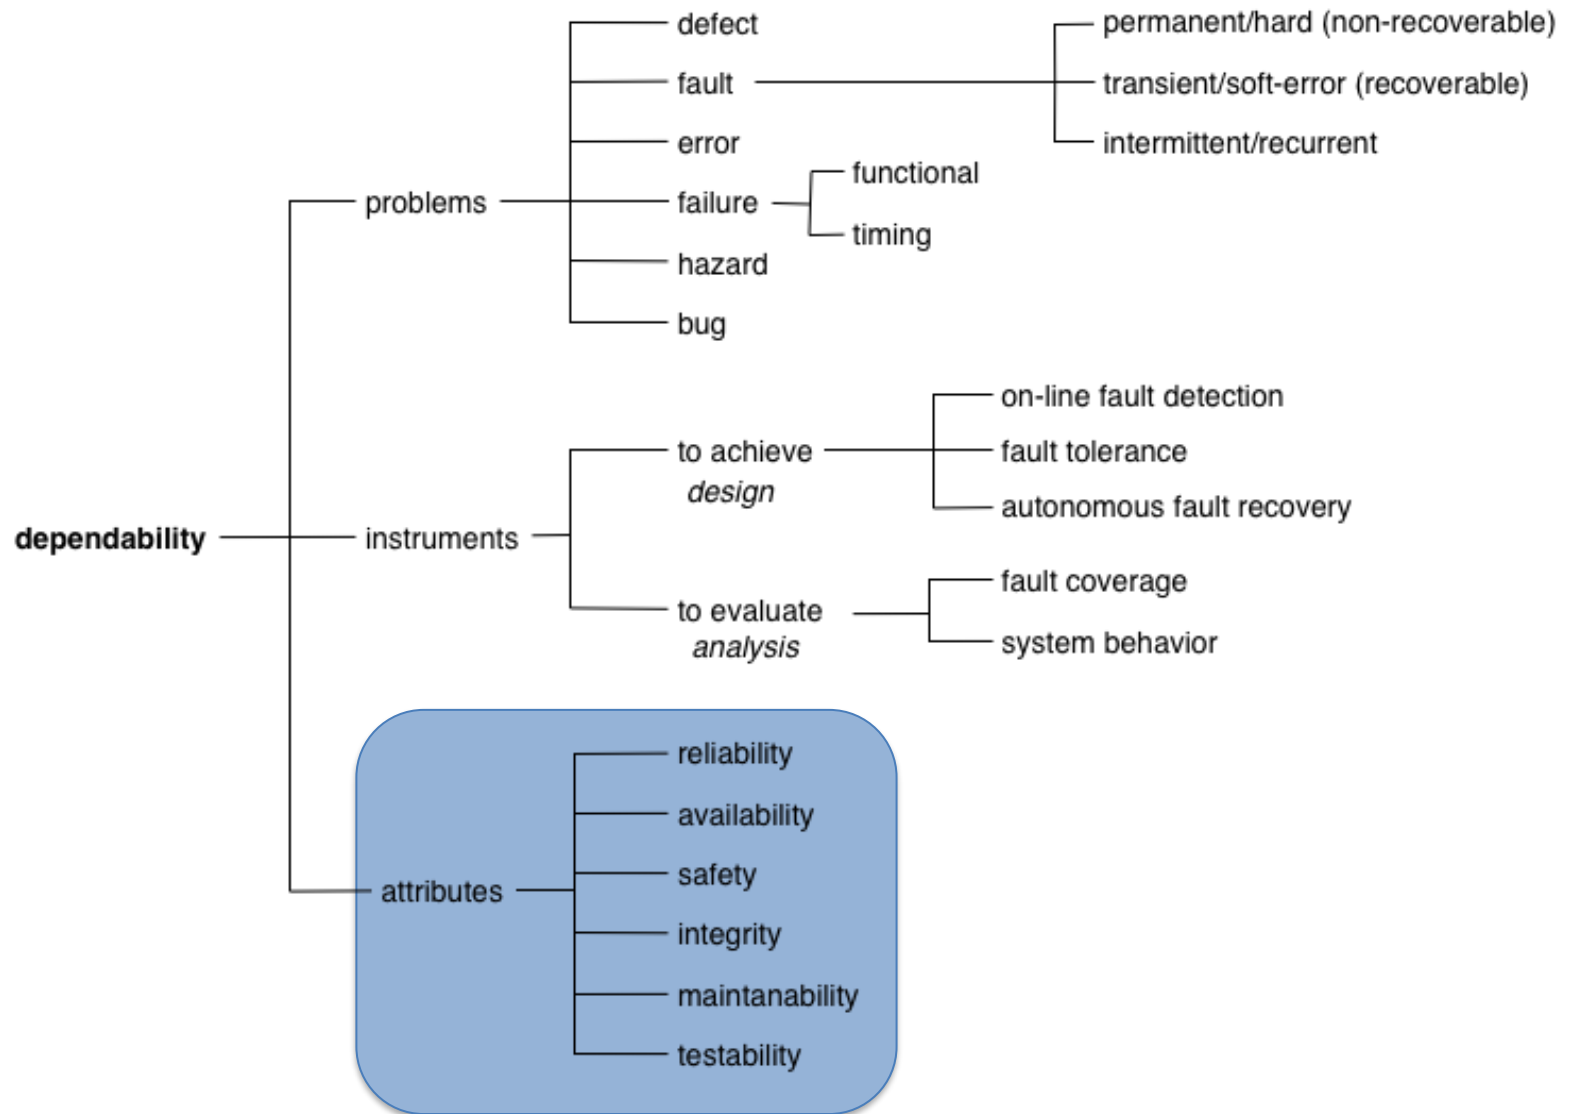 dependability
problems
defect
fault
permanent/hard (non-recoverable)
transient/soft-error (recoverable)
intermittent/recurrent
error
failure
functional
timing
hazard
bug
instruments
to achieve
design
on-line fault detection
fault tolerance
autonomous fault recovery
to evaluate
analysis
fault coverage
system behavior
attributes
reliability
availability
safety
integrity
maintanability
testability